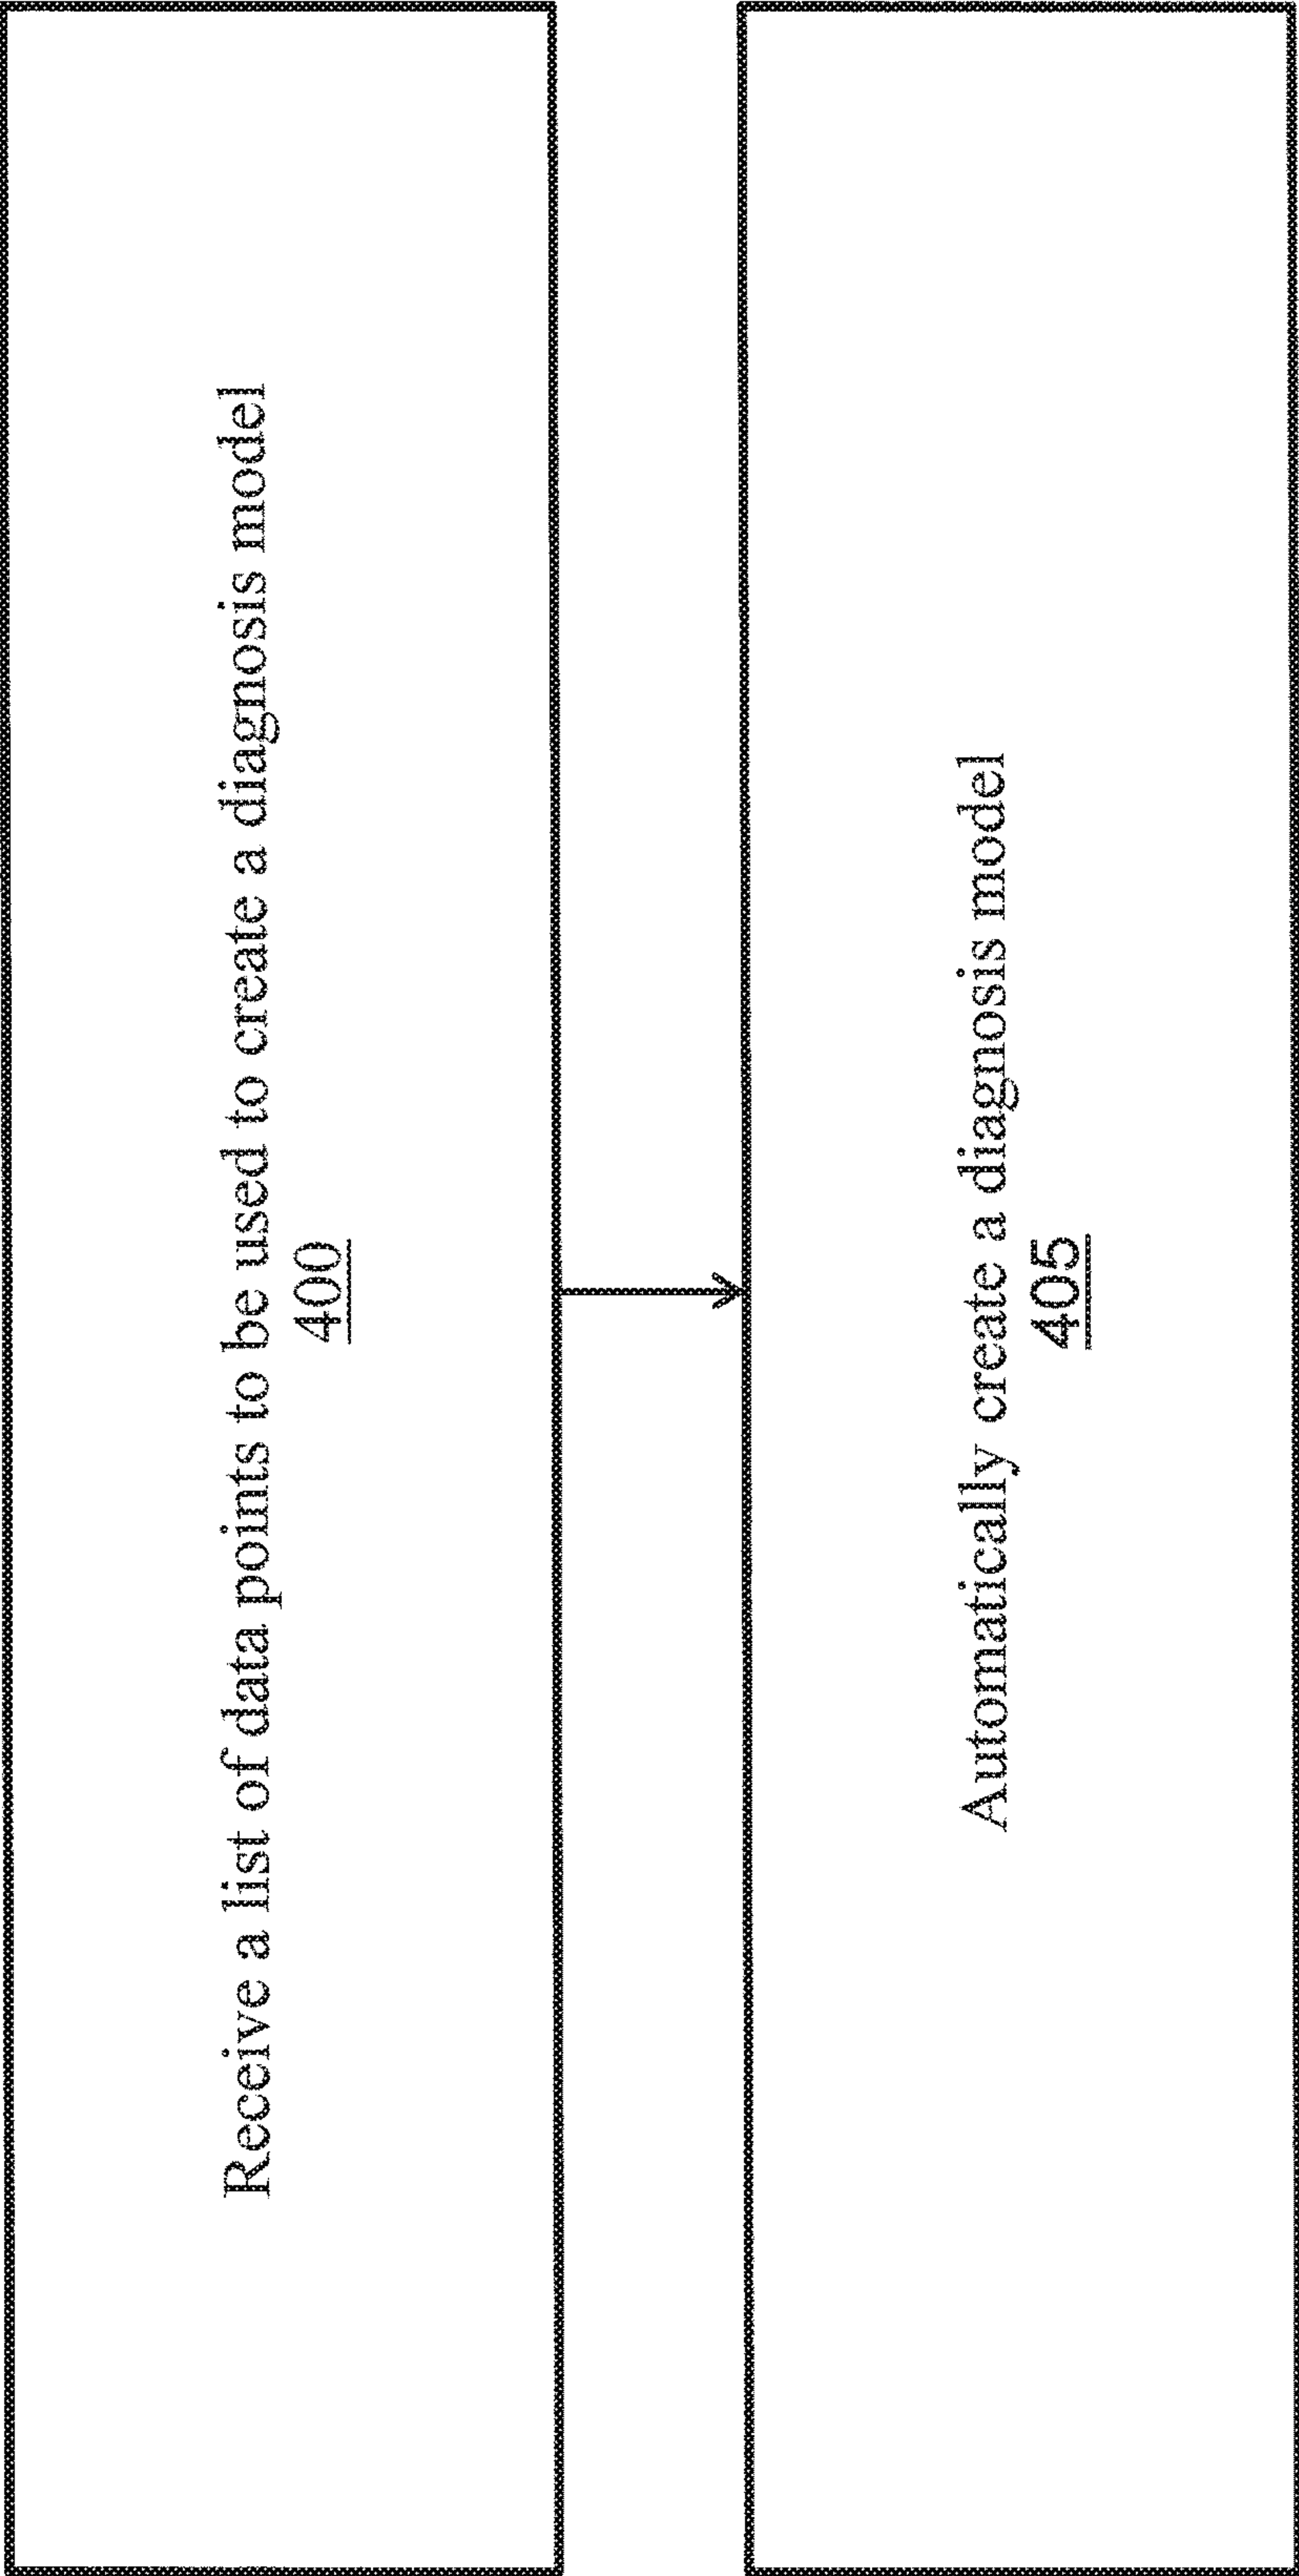 Receive a list of data points to be used to create a diagnosis model
400
Automatically create a diagnosis model
405